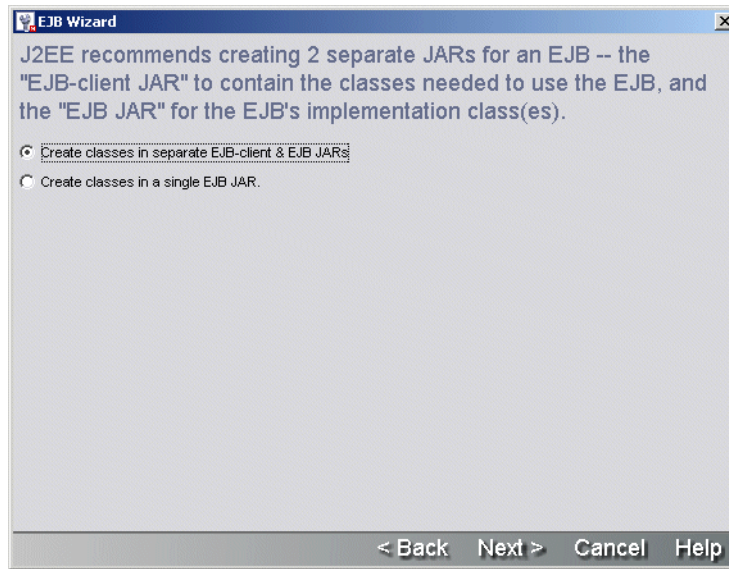 EJB Wizard
J2EE recommends creating 2 separate JARs for an EJB -- the
"EJB-client JAR" to contain the classes needed to use the EJB, and
the "EJB JAR" for the EJB's implementation class(es).
Create classes in separate EJB-client & EJB JARs
Create classes in a single EJB JAR.
< Back Next > Cancel Help